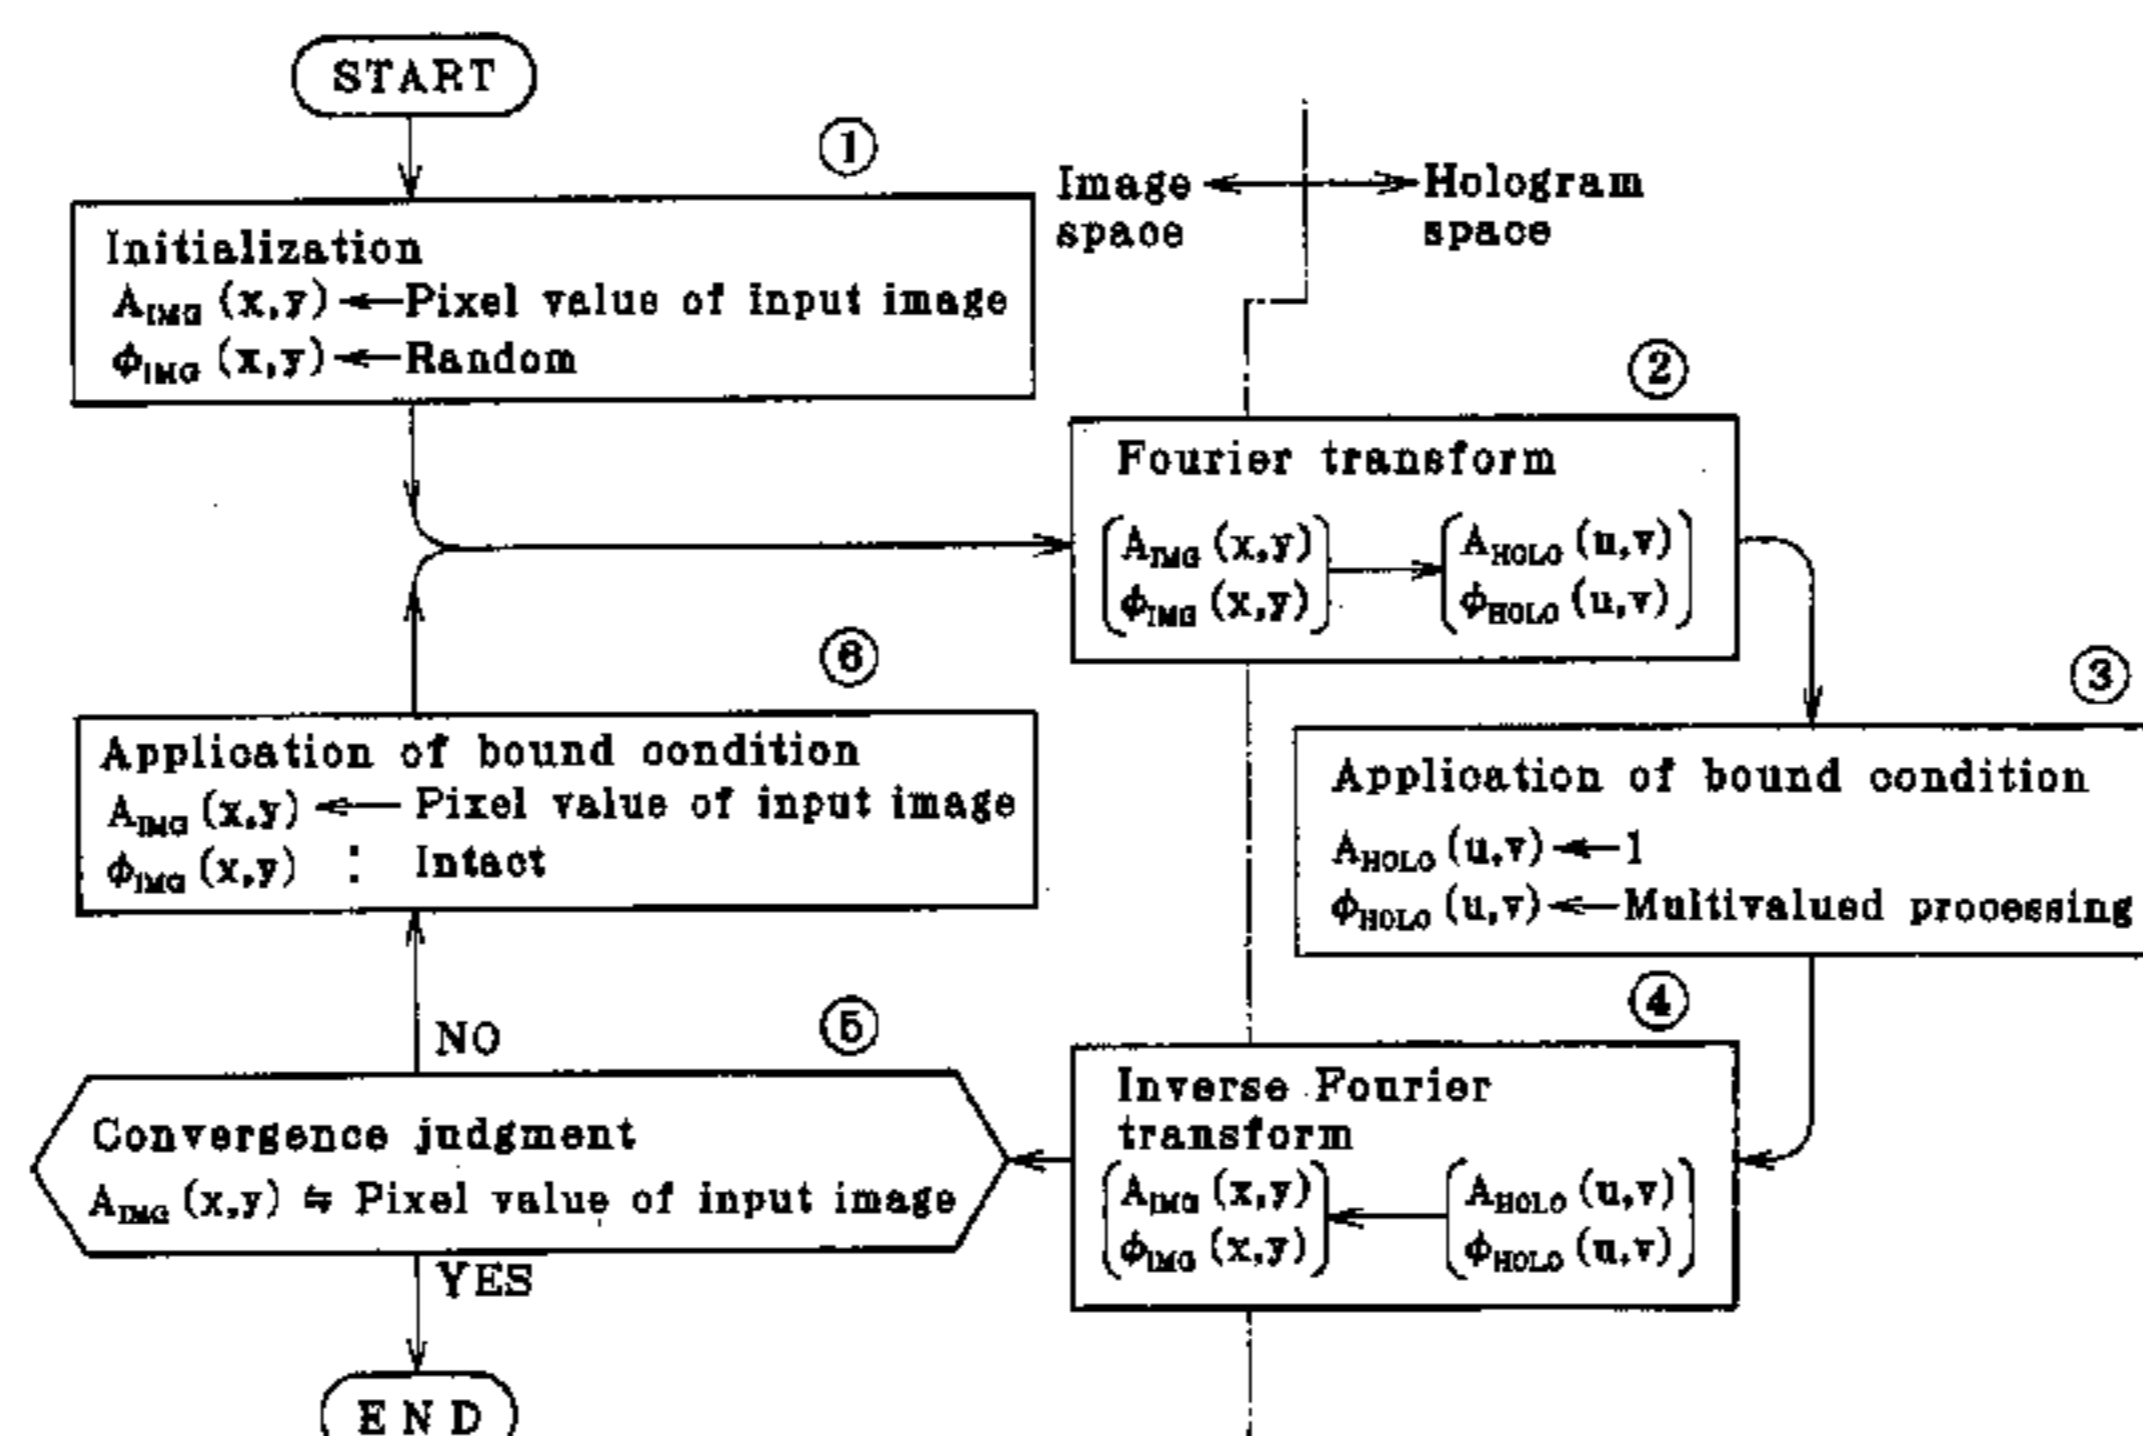 START
①
Initialization
A_IMG (x,y) ← Pixel value of input image
ϕ_IMG (x,y) ← Random
Image space ←→ Hologram space
②
Fourier transform
(A_IMG (x,y) ϕ_IMG (x,y)) → (A_HOLO (u,v) ϕ_HOLO (u,v))
③
Application of bound condition
A_HOLO (u,v) ← 1
ϕ_HOLO (u,v) ← Multivalued processing
④
Inverse Fourier
transform
(A_IMG (x,y) ϕ_IMG (x,y)) ← (A_HOLO (u,v) ϕ_HOLO (u,v))
⑤
Convergence judgment
A_IMG (x,y) ≒ Pixel value of input image
NO
YES
⑥
Application of bound condition
A_IMG (x,y) ← Pixel value of input image
ϕ_IMG (x,y) : Intact
END